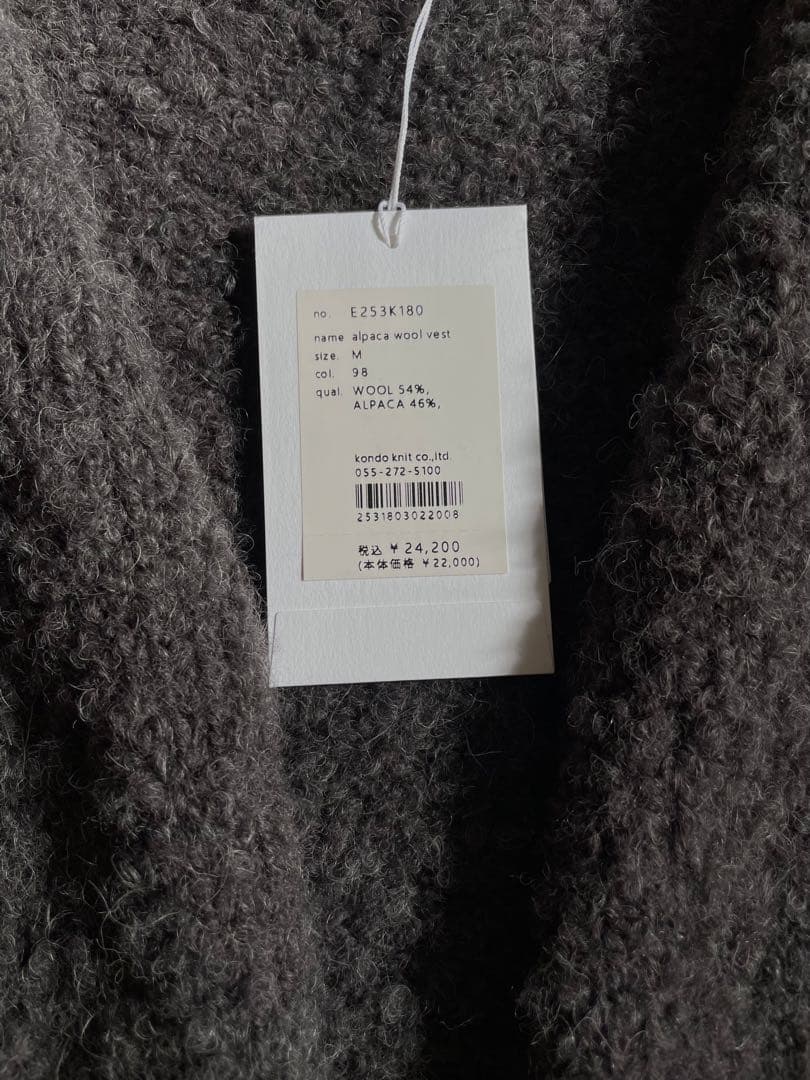 no. E253K180
name alpaca wool vest
size. M
col. 98
qual. WOOL 54%,
ALPACA 46%,
kondo knit co.,ltd.
055-272-5100
2531803022008
税込 ¥24,200
(本体価格 ¥22,000)